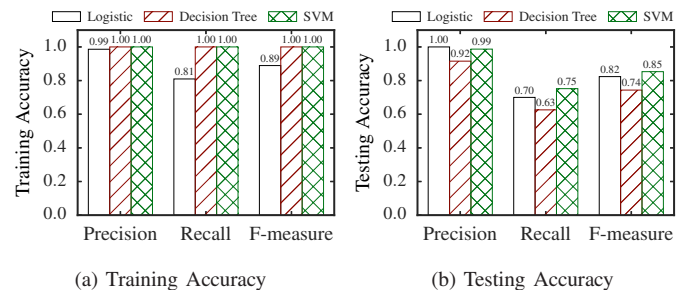 Logistic Decision Tree SVM
0.99 1.00 1.00 0.81 1.00 1.00 0.89 1.00 1.00
1.0
0.8
0.6
0.4
0.2
0.0
Training Accuracy
Precision Recall F-measure
(a) Training Accuracy
Logistic Decision Tree SVM
1.00 0.92 0.99 0.70 0.63 0.75 0.82 0.74 0.85
1.0
0.8
0.6
0.4
0.2
0.0
Testing Accuracy
Precision Recall F-measure
(b) Testing Accuracy